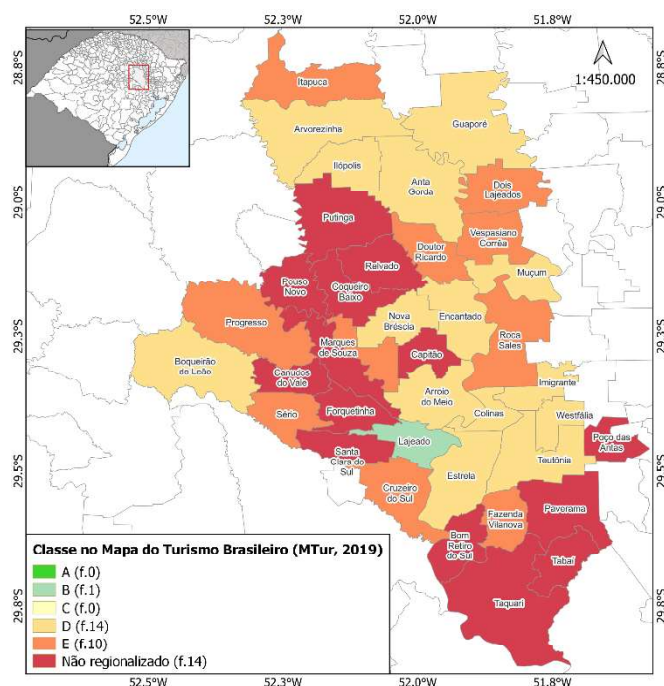 52.5°W 52.3°W 52.0°W 51.8°W
28.8°S
28.8°S
1:450.000
Itapuca
Arvorezinha
Guaporé
Ilópolis
Anta
Gorda
Dois
Lajeados
29.0°S
29.0°S
Putinga
Vespasiano
Corrêa
Doutor
Ricardo
Relvado
Muçum
Pouso
Novo
Coqueiro
Baixo
Nova
Bréscia
Encantado
Progresso
29.3°S
29.3°S
Roca
Sales
Marques
de Souza
Capitão
Boqueirão
do Leão
Canudos
do Vale
Imigrante
Arroio
do Meio
Sério
Forquetinha
Colinas
Westfália
Lajeado
Poço das
Antas
Santa
Clara do
Sul
Teutônia
29.5°S
29.5°S
Estrela
Cruzeiro
do Sul
Fazenda
Vilanova
Paverama
Bom
Retiro
do Sul
Tabaí
Taquari
29.8°S
29.8°S
Classe no Mapa do Turismo Brasileiro (MTur, 2019)
A (f.0)
B (f.1)
C (f.0)
D (f.14)
E (f.10)
Não regionalizado (f.14)
52.5°W 52.3°W 52.0°W 51.8°W